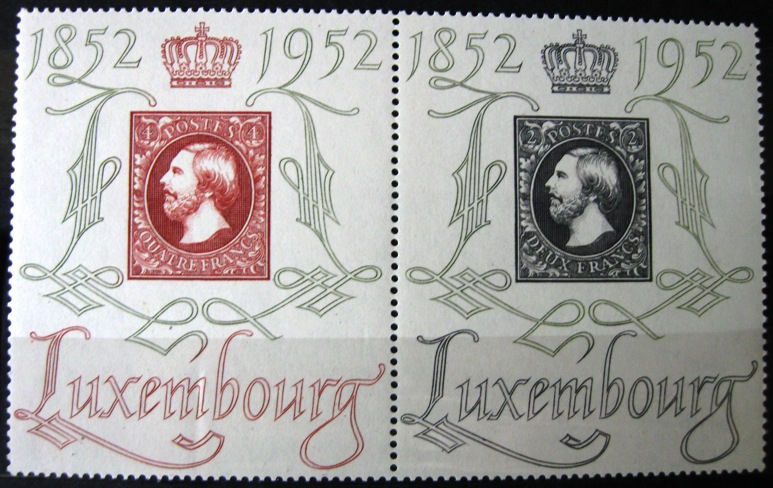 1852 1952
4 POSTES 4
QUATRE FRANCS
Luxembourg
1852 1952
2 POSTES 2
DEUX FRANCS
Luxembourg